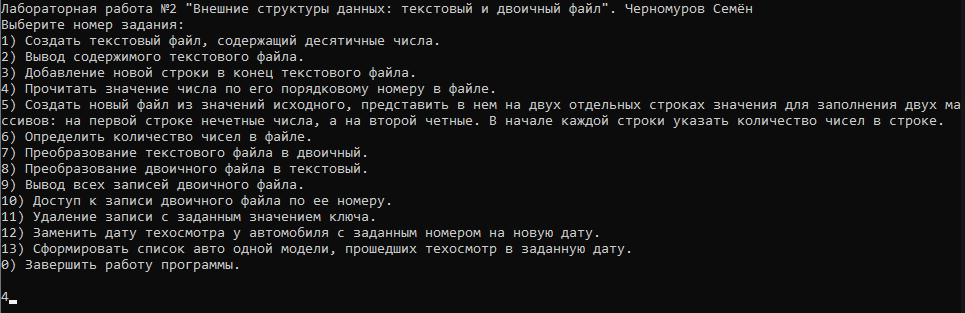 Лабораторная работа №2 "Внешние структуры данных: текстовый и двоичный файл". Черномуров Семён
Выберите номер задания:
1) Создать текстовый файл, содержащий десятичные числа.
2) Вывод содержимого текстового файла.
3) Добавление новой строки в конец текстового файла.
4) Прочитать значение числа по его порядковому номеру в файле.
5) Создать новый файл из значений исходного, представить в нем на двух отдельных строках значения для заполнения двух ма
ссивов: на первой строке нечетные числа, а на второй четные. В начале каждой строки указать количество чисел в строке.
6) Определить количество чисел в файле.
7) Преобразование текстового файла в двоичный.
8) Преобразование двоичного файла в текстовый.
9) Вывод всех записей двоичного файла.
10) Доступ к записи двоичного файла по ее номеру.
11) Удаление записи с заданным значением ключа.
12) Заменить дату техосмотра у автомобиля с заданным номером на новую дату.
13) Сформировать список авто одной модели, прошедших техосмотр в заданную дату.
0) Завершить работу программы.
4